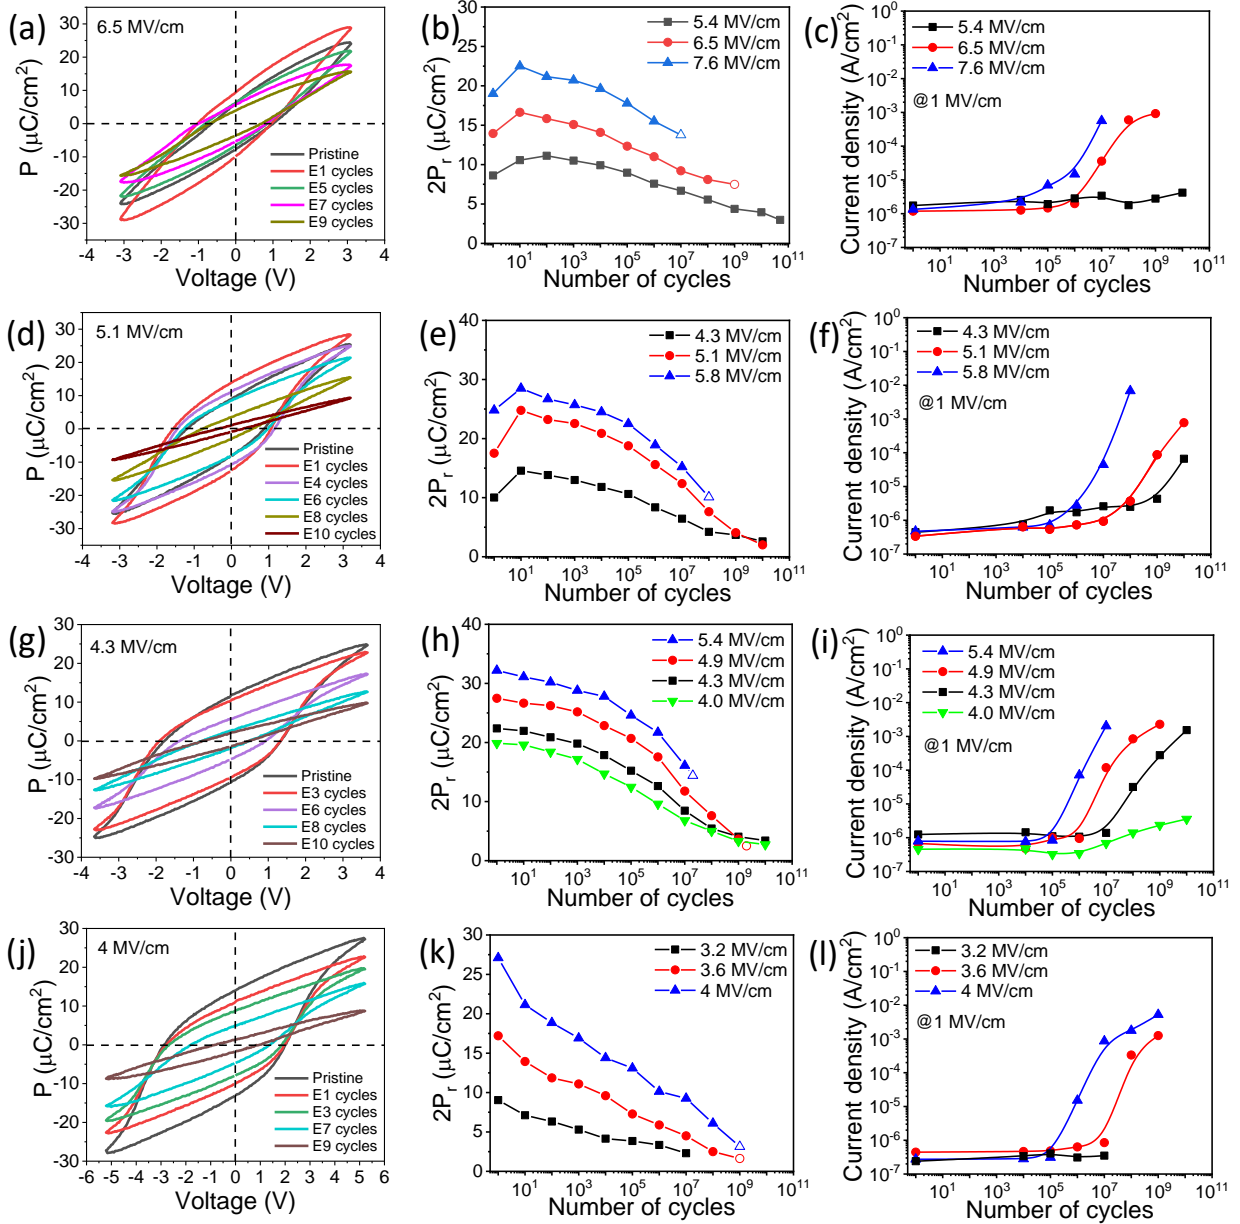 (a)
6.5 MV/cm
P (μC/cm²)
30
20
10
0
-10
-20
-30
Pristine
E1 cycles
E5 cycles
E7 cycles
E9 cycles
-4 -3 -2 -1 0 1 2 3 4
Voltage (V)
(b)
2Pᵣ (μC/cm²)
30
25
20
15
10
5
0
5.4 MV/cm
6.5 MV/cm
7.6 MV/cm
10¹ 10³ 10⁵ 10⁷ 10⁹ 10¹¹
Number of cycles
(c)
Current density (A/cm²)
10⁰
10⁻¹
10⁻²
10⁻³
10⁻⁴
10⁻⁵
10⁻⁶
10⁻⁷
5.4 MV/cm
6.5 MV/cm
7.6 MV/cm
@1 MV/cm
10¹ 10³ 10⁵ 10⁷ 10⁹ 10¹¹
Number of cycles
(d)
5.1 MV/cm
P (μC/cm²)
30
20
10
0
-10
-20
-30
Pristine
E1 cycles
E4 cycles
E6 cycles
E8 cycles
E10 cycles
-4 -3 -2 -1 0 1 2 3 4
Voltage (V)
(e)
2Pᵣ (μC/cm²)
40
30
20
10
0
4.3 MV/cm
5.1 MV/cm
5.8 MV/cm
10¹ 10³ 10⁵ 10⁷ 10⁹ 10¹¹
Number of cycles
(f)
Current density (A/cm²)
10⁰
10⁻¹
10⁻²
10⁻³
10⁻⁴
10⁻⁵
10⁻⁶
10⁻⁷
4.3 MV/cm
5.1 MV/cm
5.8 MV/cm
@1 MV/cm
10¹ 10³ 10⁵ 10⁷ 10⁹ 10¹¹
Number of cycles
(g)
4.3 MV/cm
P (μC/cm²)
30
20
10
0
-10
-20
-30
Pristine
E3 cycles
E6 cycles
E8 cycles
E10 cycles
-4 -3 -2 -1 0 1 2 3 4
Voltage (V)
(h)
2Pᵣ (μC/cm²)
40
30
20
10
0
5.4 MV/cm
4.9 MV/cm
4.3 MV/cm
4.0 MV/cm
10¹ 10³ 10⁵ 10⁷ 10⁹ 10¹¹
Number of cycles
(i)
Current density (A/cm²)
10⁰
10⁻¹
10⁻²
10⁻³
10⁻⁴
10⁻⁵
10⁻⁶
10⁻⁷
5.4 MV/cm
4.9 MV/cm
4.3 MV/cm
4.0 MV/cm
@1 MV/cm
10¹ 10³ 10⁵ 10⁷ 10⁹ 10¹¹
Number of cycles
(j)
4 MV/cm
P (μC/cm²)
30
20
10
0
-10
-20
30
Pristine
E1 cycles
E3 cycles
E7 cycles
E9 cycles
-6 -5 -4 -3 -2 -1 0 1 2 3 4 5 6
Voltage (V)
(k)
2Pᵣ (μC/cm²)
30
25
20
15
10
5
0
3.2 MV/cm
3.6 MV/cm
4 MV/cm
10¹ 10³ 10⁵ 10⁷ 10⁹ 10¹¹
Number of cycles
(l)
Current density (A/cm²)
10⁰
10⁻¹
10⁻²
10⁻³
10⁻⁴
10⁻⁵
10⁻⁶
10⁻⁷
3.2 MV/cm
3.6 MV/cm
4 MV/cm
@1 MV/cm
10¹ 10³ 10⁵ 10⁷ 10⁹ 10¹¹
Number of cycles